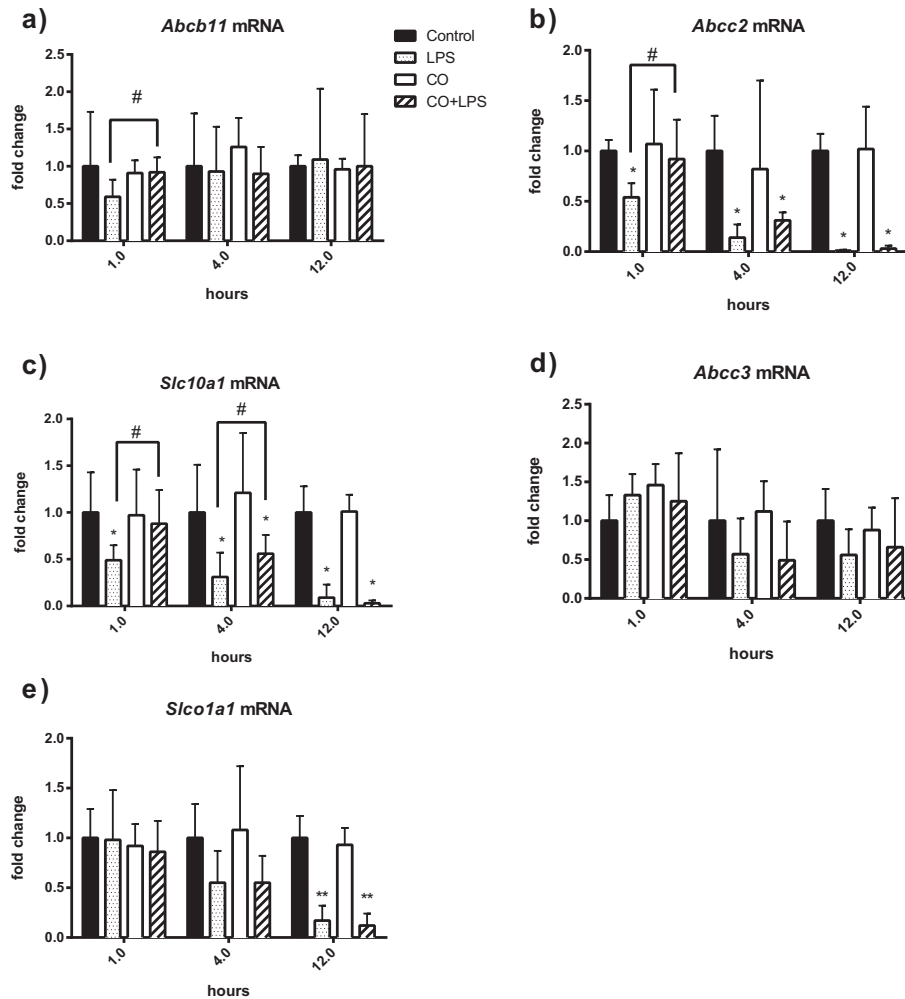 a)
Abcb11 mRNA
fold change
2.5
2.0
1.5
1.0
0.5
0.0
#
1.0
4.0
12.0
hours
Control
LPS
CO
CO+LPS
b)
Abcc2 mRNA
fold change
2.0
1.5
1.0
0.5
0.0
#
*
*
*
*
*
1.0
4.0
12.0
hours
c)
Slc10a1 mRNA
fold change
2.0
1.5
1.0
0.5
0.0
#
#
*
*
*
*
*
1.0
4.0
12.0
hours
d)
Abcc3 mRNA
fold change
2.5
2.0
1.5
1.0
0.5
0.0
1.0
4.0
12.0
hours
e)
Slco1a1 mRNA
fold change
2.0
1.5
1.0
0.5
0.0
**
**
1.0
4.0
12.0
hours